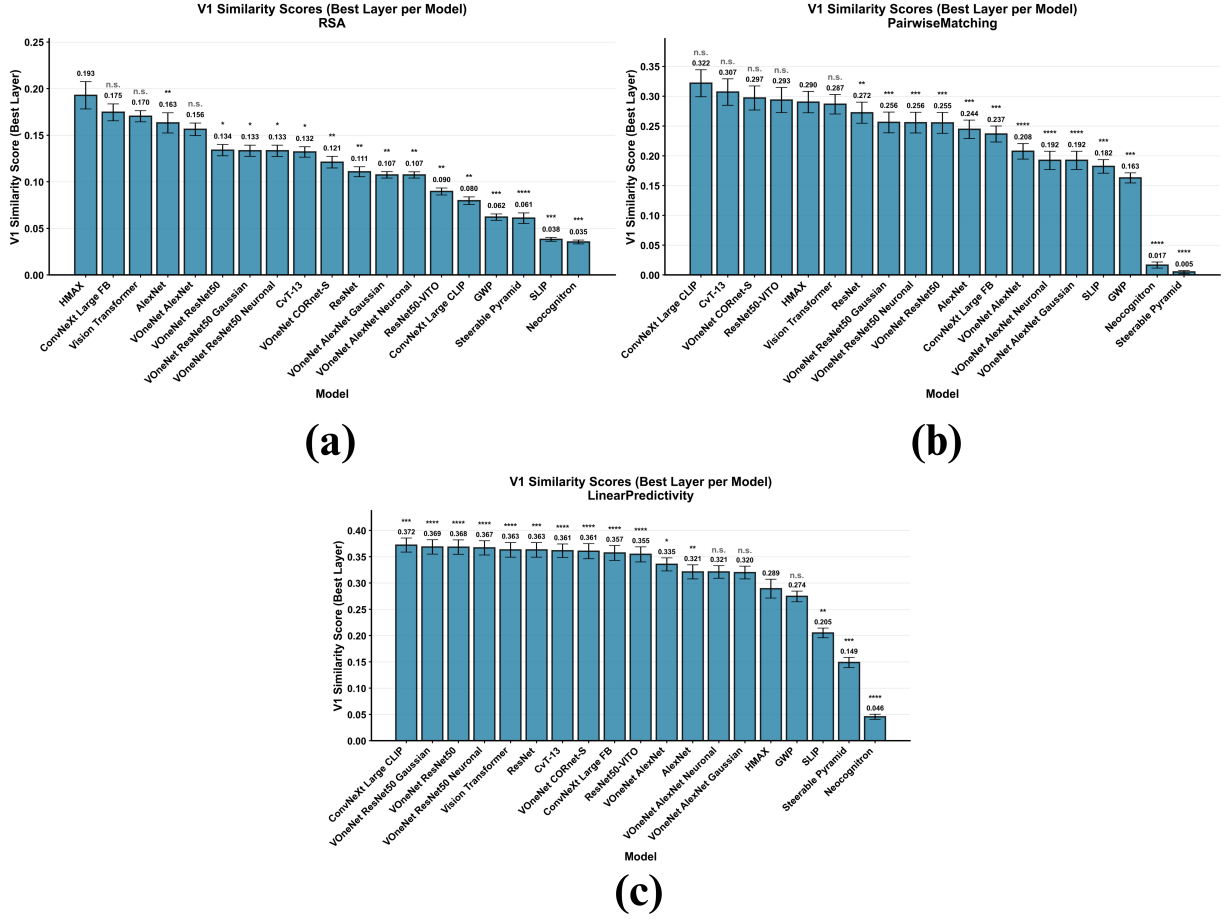 V1 Similarity Scores (Best Layer per Model)
RSA
V1 Similarity Score (Best Layer)
0.25
0.20
0.15
0.10
0.05
0.00
0.193
n.s.
0.175
n.s.
0.170
**
0.163
n.s.
0.156
*
0.134
*
0.133
*
0.133
*
0.132
**
0.121
**
0.111
**
0.107
**
0.107
**
0.090
**
0.080
***
0.062
****
0.061
***
0.038
***
0.035
HMAX
ConvNeXt Large FB
Vision Transformer
AlexNet
VOneNet AlexNet
VOneNet ResNet50
VOneNet ResNet50 Gaussian
VOneNet ResNet50 Neuronal
CvT-13
VOneNet CORnet-S
ResNet
VOneNet AlexNet Gaussian
VOneNet AlexNet Neuronal
ResNet50-VITO
ConvNeXt Large CLIP
GWP
Steerable Pyramid
SLIP
Neocognitron
Model
(a)
V1 Similarity Scores (Best Layer per Model)
PairwiseMatching
V1 Similarity Score (Best Layer)
0.35
0.30
0.25
0.20
0.15
0.10
0.05
0.00
n.s.
0.322
n.s.
0.307
n.s.
0.297
n.s.
0.293
0.290
n.s.
0.287
**
0.272
***
0.256
***
0.256
***
0.255
***
0.244
***
0.237
****
0.208
****
0.192
****
0.192
***
0.182
***
0.163
****
0.017
****
0.005
ConvNeXt Large CLIP
CvT-13
VOneNet CORnet-S
ResNet50-VITO
HMAX
Vision Transformer
ResNet
VOneNet ResNet50 Gaussian
VOneNet ResNet50 Neuronal
VOneNet ResNet50
AlexNet
ConvNeXt Large FB
VOneNet AlexNet
VOneNet AlexNet Neuronal
VOneNet AlexNet Gaussian
SLIP
GWP
Neocognitron
Steerable Pyramid
Model
(b)
V1 Similarity Scores (Best Layer per Model)
LinearPredictivity
V1 Similarity Score (Best Layer)
0.40
0.35
0.30
0.25
0.20
0.15
0.10
0.05
0.00
***
0.372
****
0.369
****
0.368
****
0.367
****
0.363
***
0.363
****
0.361
****
0.361
****
0.357
****
0.355
*
0.335
**
0.321
n.s.
0.321
n.s.
0.320
0.289
n.s.
0.274
**
0.205
***
0.149
****
0.046
ConvNeXt Large CLIP
VOneNet ResNet50 Gaussian
VOneNet ResNet50
VOneNet ResNet50 Neuronal
Vision Transformer
ResNet
CvT-13
VOneNet CORnet-S
ConvNeXt Large FB
ResNet50-VITO
VOneNet AlexNet
AlexNet
VOneNet AlexNet Neuronal
VOneNet AlexNet Gaussian
HMAX
GWP
SLIP
Steerable Pyramid
Neocognitron
Model
(c)